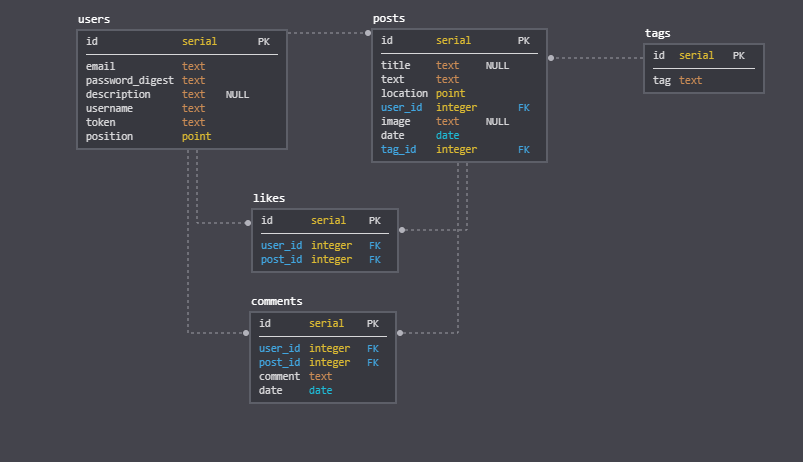 users
id serial PK
email text
password_digest text
description text NULL
username text
token text
position point
posts
id serial PK
title text NULL
text text
location point
user_id integer FK
image text NULL
date date
tag_id integer FK
tags
id serial PK
tag text
likes
id serial PK
user_id integer FK
post_id integer FK
comments
id serial PK
user_id integer FK
post_id integer FK
comment text
date date